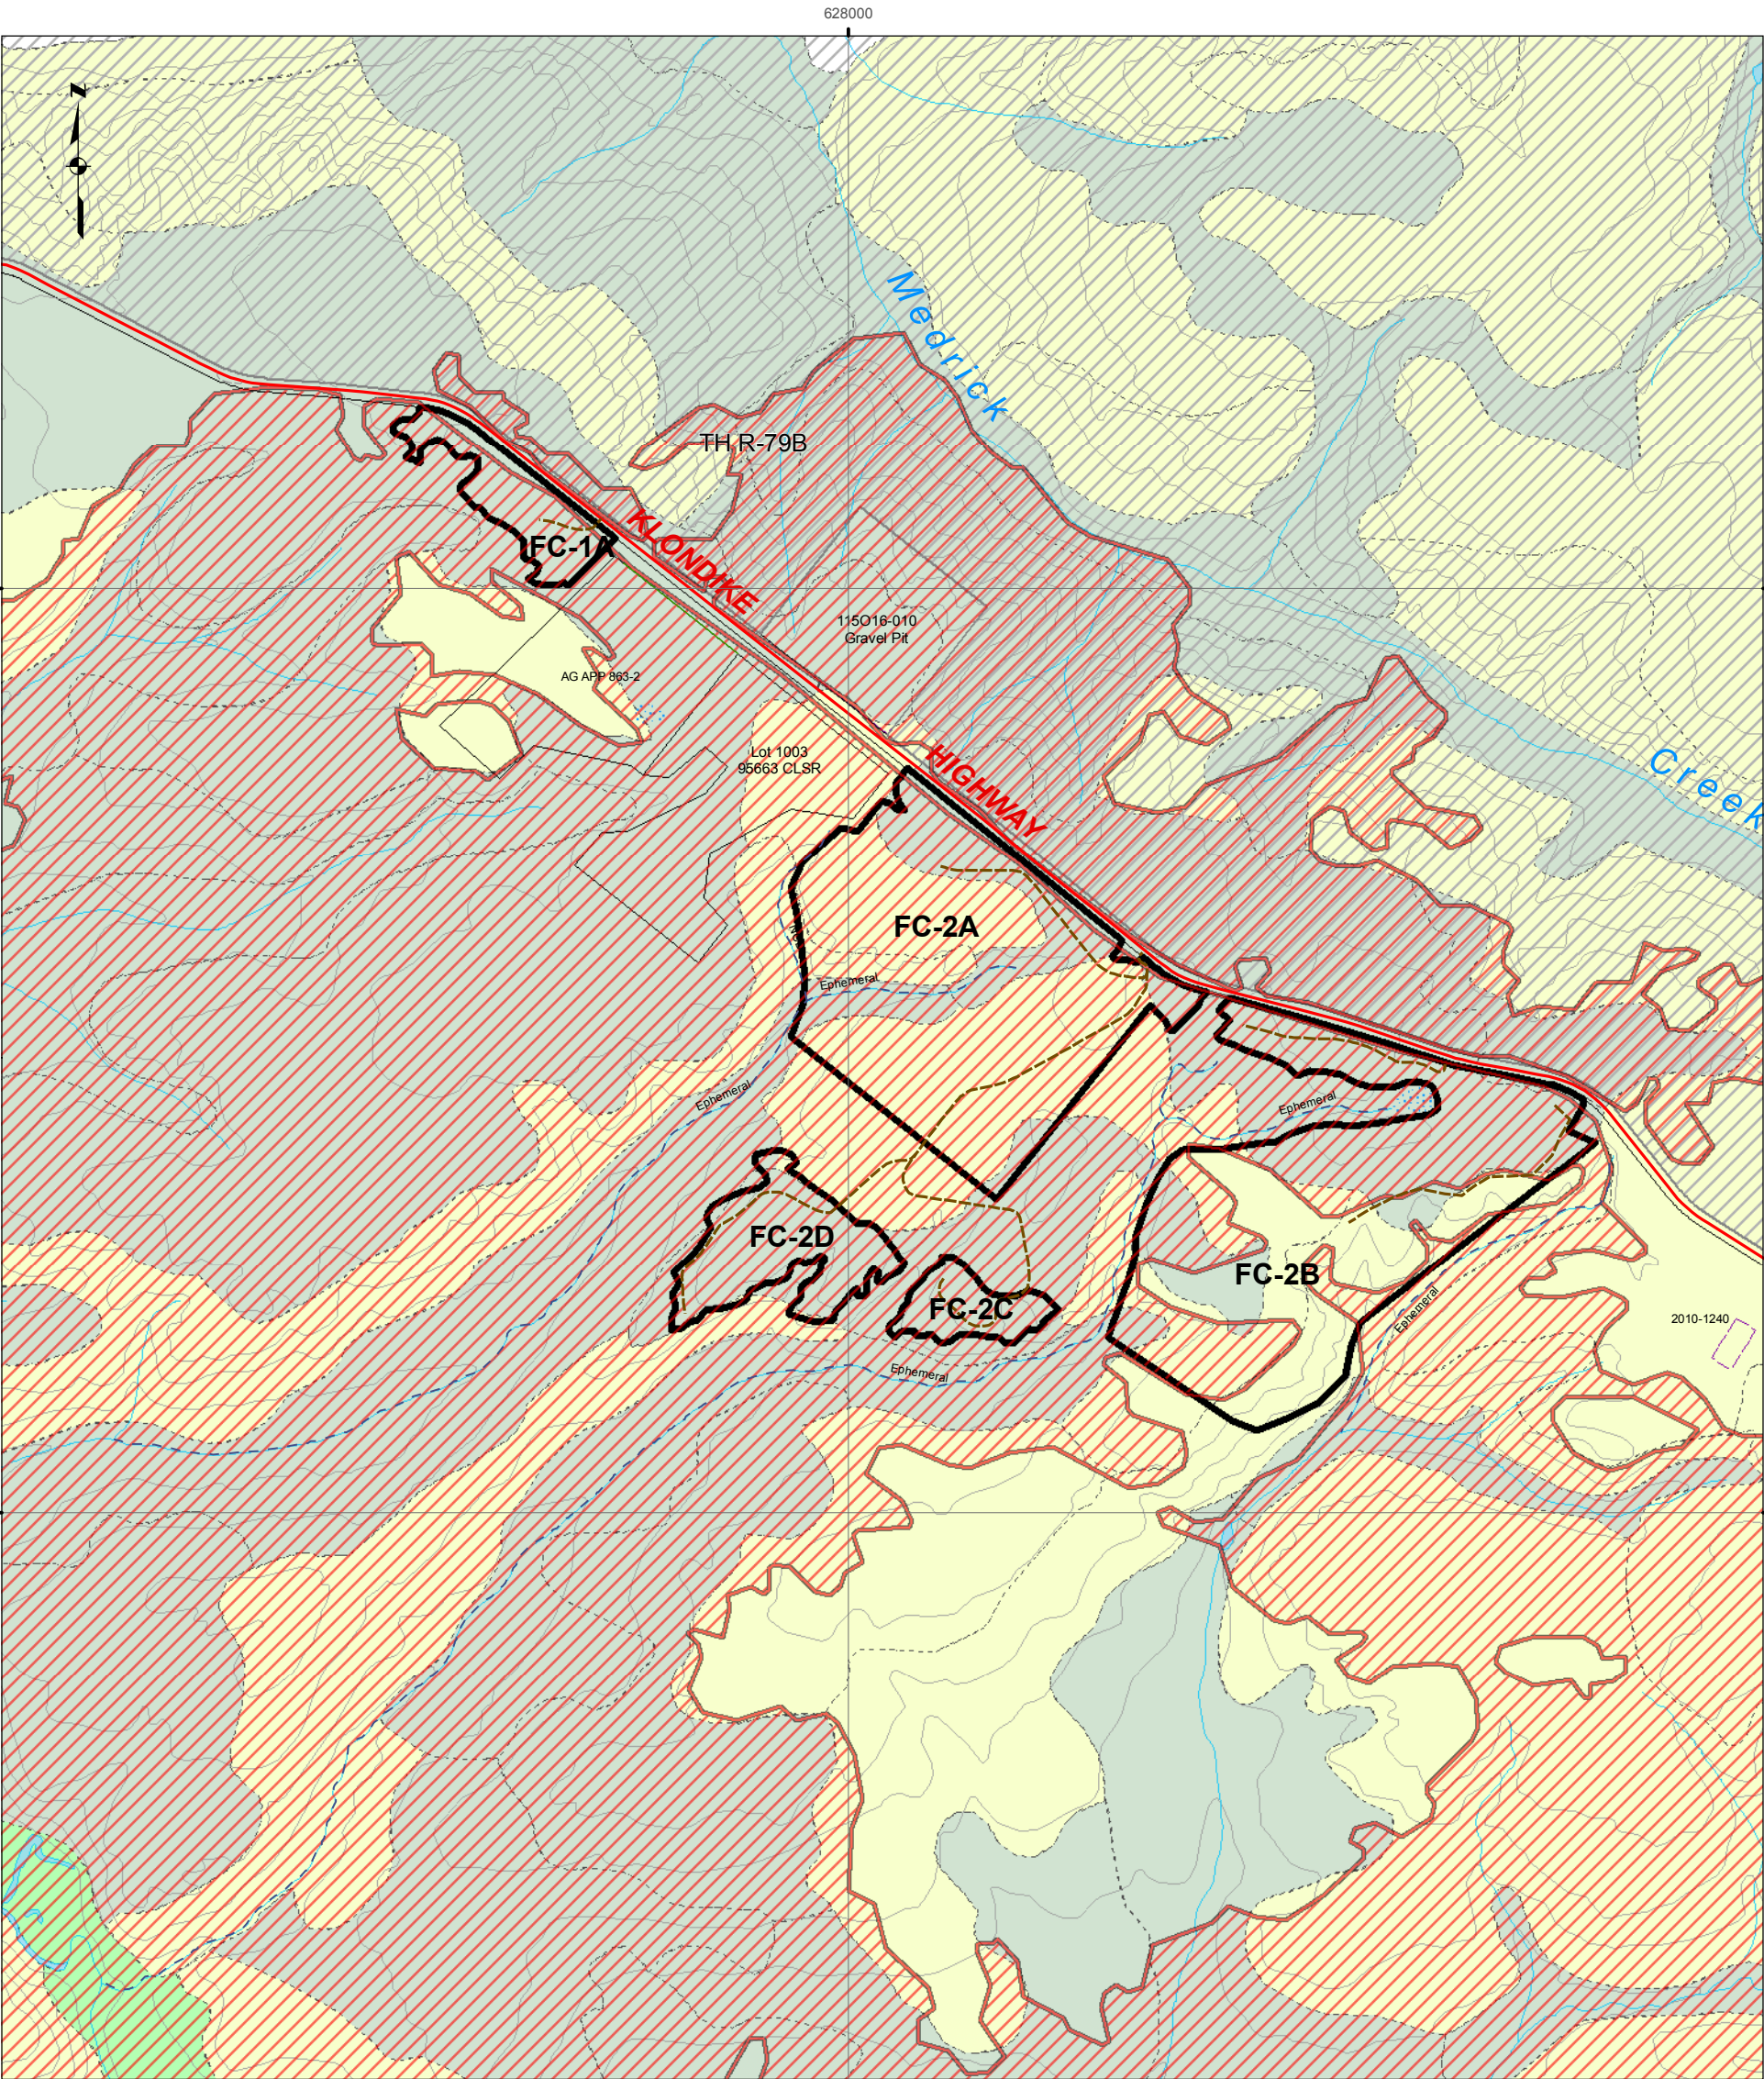 628000
N
Medrick
TH R-79B
KLONDIKE
FC-1A
115O16-010
Gravel Pit
AG APP 863-2
Lot 1003
95663 CLSR
HIGHWAY
Creek
FC-2A
Ephemeral
Ephemeral
Ephemeral
FC-2D
FC-2B
FC-2C
Ephemeral
2010-1240
Ephemeral